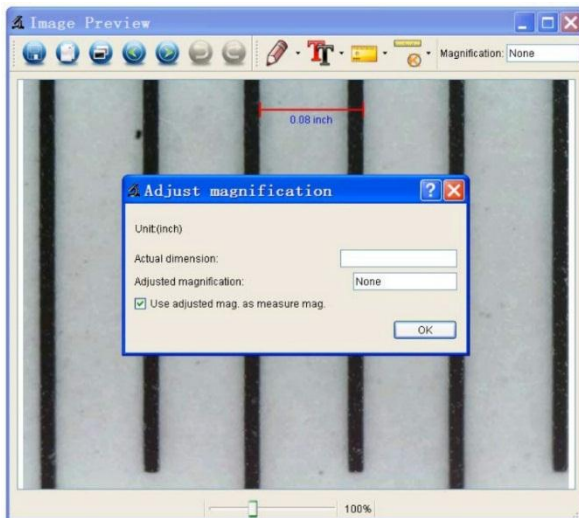 Image Preview
Magnification: None
0.08 inch
Adjust magnification
Unit:(inch)
Actual dimension:
Adjusted magnification: None
Use adjusted mag. as measure mag.
OK
100%